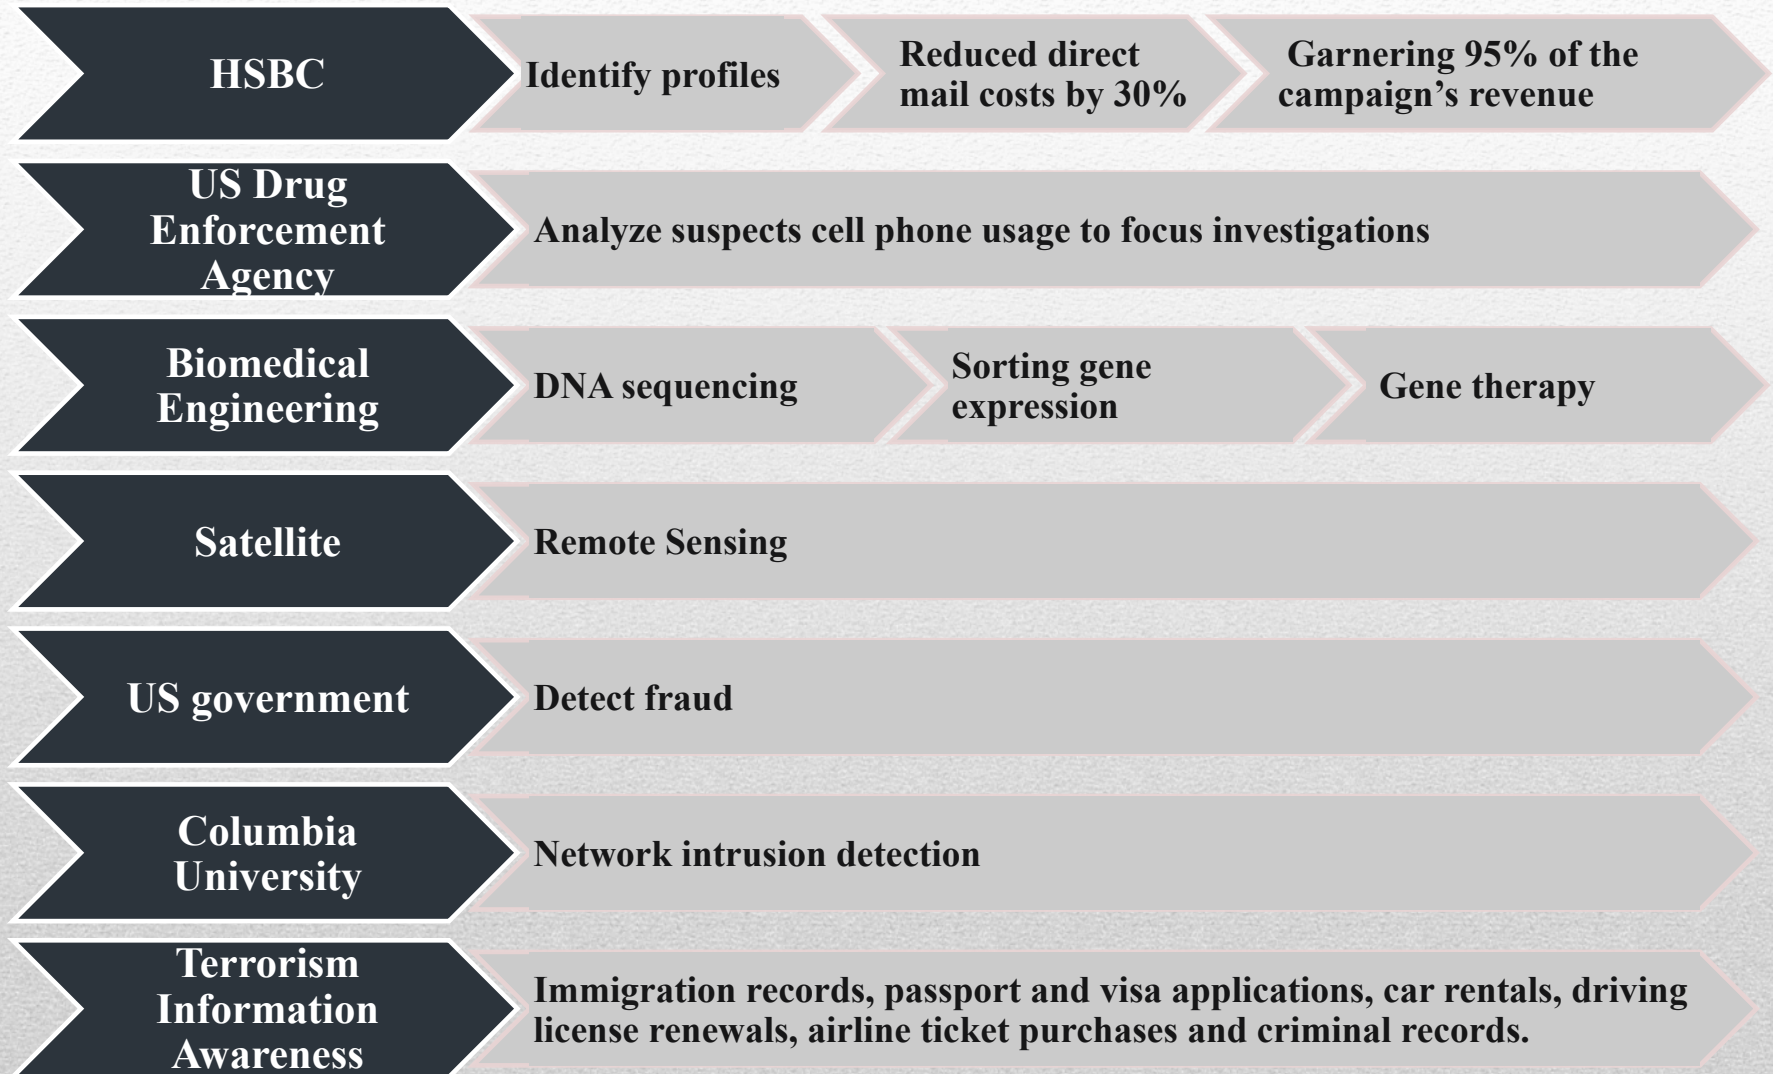 HSBC
Identify profiles
Reduced direct
mail costs by 30%
Garnering 95% of the
campaign’s revenue
US Drug
Enforcement
Agency
Analyze suspects cell phone usage to focus investigations
Biomedical
Engineering
DNA sequencing
Sorting gene
expression
Gene therapy
Satellite
Remote Sensing
US government
Detect fraud
Columbia
University
Network intrusion detection
Terrorism
Information
Awareness
Immigration records, passport and visa applications, car rentals, driving
license renewals, airline ticket purchases and criminal records.